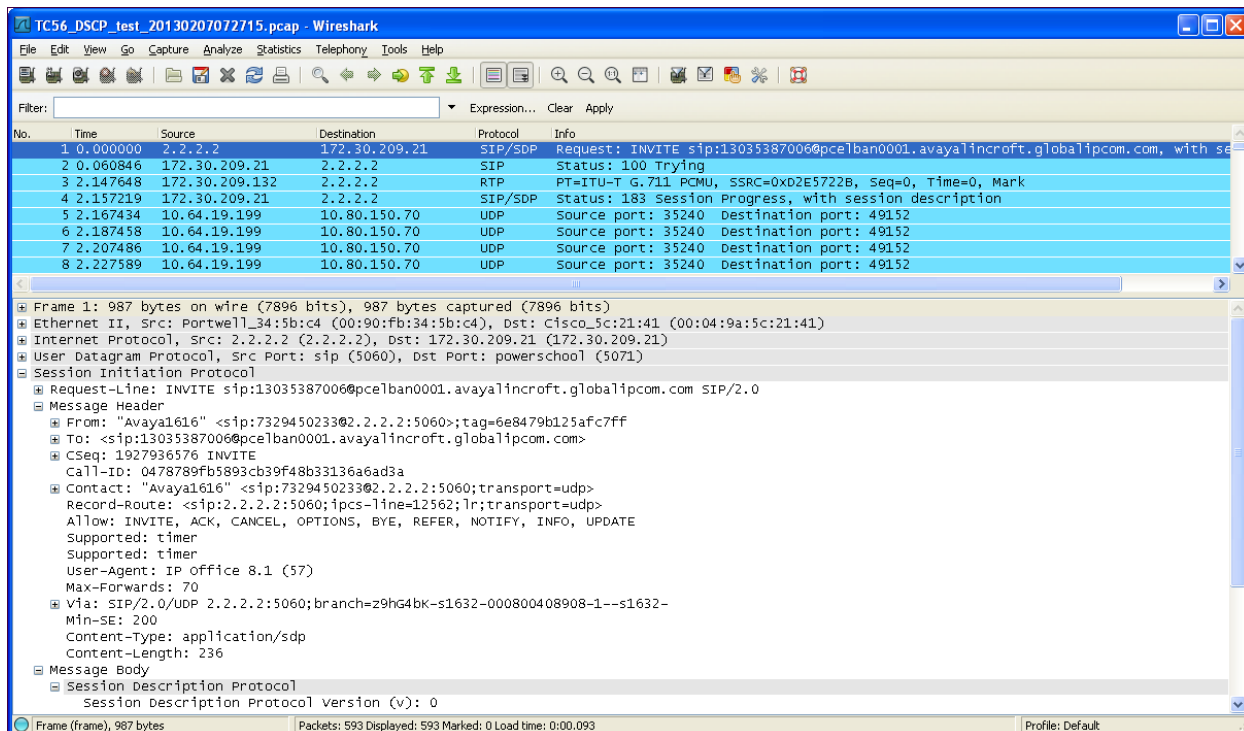 TC56_DSCP_test_20130207072715.pcap - Wireshark
File Edit View Go Capture Analyze Statistics Telephony Tools Help
Filter: Expression... Clear Apply
No. Time Source Destination Protocol Info
1 0.000000 2.2.2.2 172.30.209.21 SIP/SDP Request: INVITE sip:13035387006@pcelban0001.avayalincroft.globalipcom.com, with se
2 0.060846 172.30.209.21 2.2.2.2 SIP Status: 100 Trying
3 2.147648 172.30.209.132 2.2.2.2 RTP PT=ITU-T G.711 PCMU, SSRC=0xD2E5722B, Seq=0, Time=0, Mark
4 2.157219 172.30.209.21 2.2.2.2 SIP/SDP Status: 183 Session Progress, with session description
5 2.167434 10.64.19.199 10.80.150.70 UDP Source port: 35240 Destination port: 49152
6 2.187458 10.64.19.199 10.80.150.70 UDP Source port: 35240 Destination port: 49152
7 2.207486 10.64.19.199 10.80.150.70 UDP Source port: 35240 Destination port: 49152
8 2.227589 10.64.19.199 10.80.150.70 UDP Source port: 35240 Destination port: 49152
Frame 1: 987 bytes on wire (7896 bits), 987 bytes captured (7896 bits)
Ethernet II, Src: Portwell_34:5b:c4 (00:90:fb:34:5b:c4), Dst: Cisco_5c:21:41 (00:04:9a:5c:21:41)
Internet Protocol, Src: 2.2.2.2 (2.2.2.2), Dst: 172.30.209.21 (172.30.209.21)
User Datagram Protocol, Src Port: sip (5060), Dst Port: powerschool (5071)
Session Initiation Protocol
Request-Line: INVITE sip:13035387006@pcelban0001.avayalincroft.globalipcom.com SIP/2.0
Message Header
From: "Avaya1616" <sip:7329450233@2.2.2.2:5060>;tag=6e8479b125afc7ff
To: <sip:13035387006@pcelban0001.avayalincroft.globalipcom.com>
CSeq: 1927936576 INVITE
Call-ID: 0478789fb5893cb39f48b33136a6ad3a
Contact: "Avaya1616" <sip:7329450233@2.2.2.2:5060;transport=udp>
Record-Route: <sip:2.2.2.2:5060;ipcs-line=12562;lr;transport=udp>
Allow: INVITE, ACK, CANCEL, OPTIONS, BYE, REFER, NOTIFY, INFO, UPDATE
Supported: timer
Supported: timer
User-Agent: IP Office 8.1 (57)
Max-Forwards: 70
Via: SIP/2.0/UDP 2.2.2.2:5060;branch=z9hG4bK-s1632-000800408908-1--s1632-
Min-SE: 200
Content-Type: application/sdp
Content-Length: 236
Message Body
Session Description Protocol
Session Description Protocol Version (v): 0
Frame (frame), 987 bytes Packets: 593 Displayed: 593 Marked: 0 Load time: 0:00.093 Profile: Default